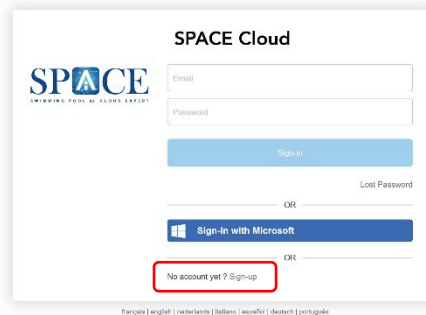 SPACE Cloud
SPACE
SWIMMING POOL AI CLOUD EXPERT
Email
Password
Sign-in
Lost Password
OR
Sign-in with Microsoft
OR
No account yet ? Sign-up
français | english | nederlands | italiano | español | deutsch | português